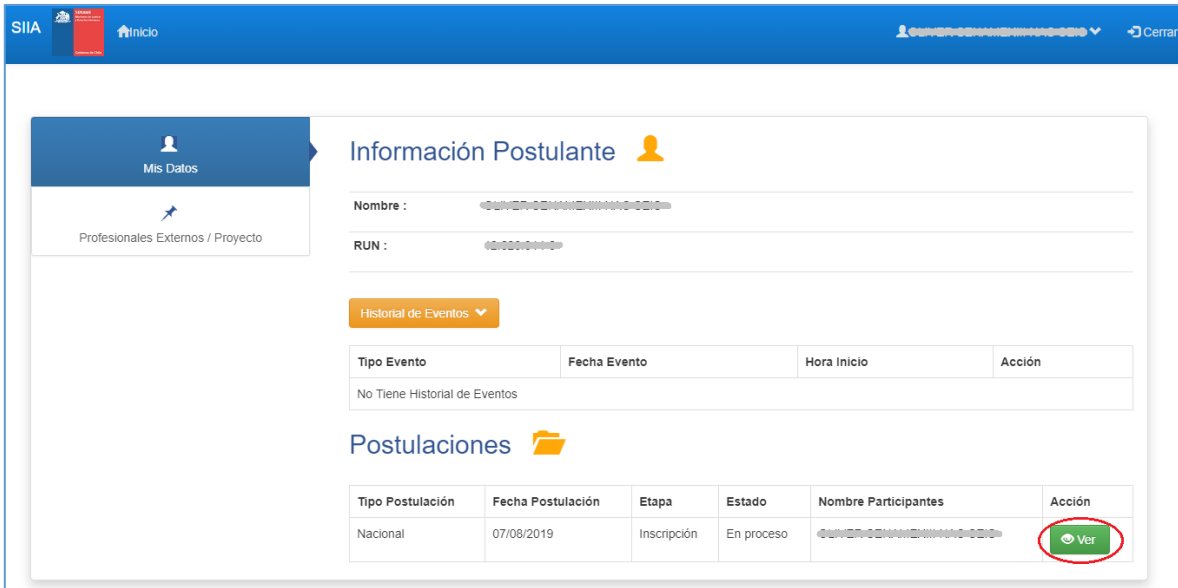 SIIA
SENAME
Inicio
Cerrar
Mis Datos
Profesionales Externos / Proyecto
Información Postulante
Nombre :
RUN :
Historial de Eventos
Tipo Evento Fecha Evento Hora Inicio Acción
No Tiene Historial de Eventos
Postulaciones
Tipo Postulación Fecha Postulación Etapa Estado Nombre Participantes Acción
Nacional 07/08/2019 Inscripción En proceso Ver